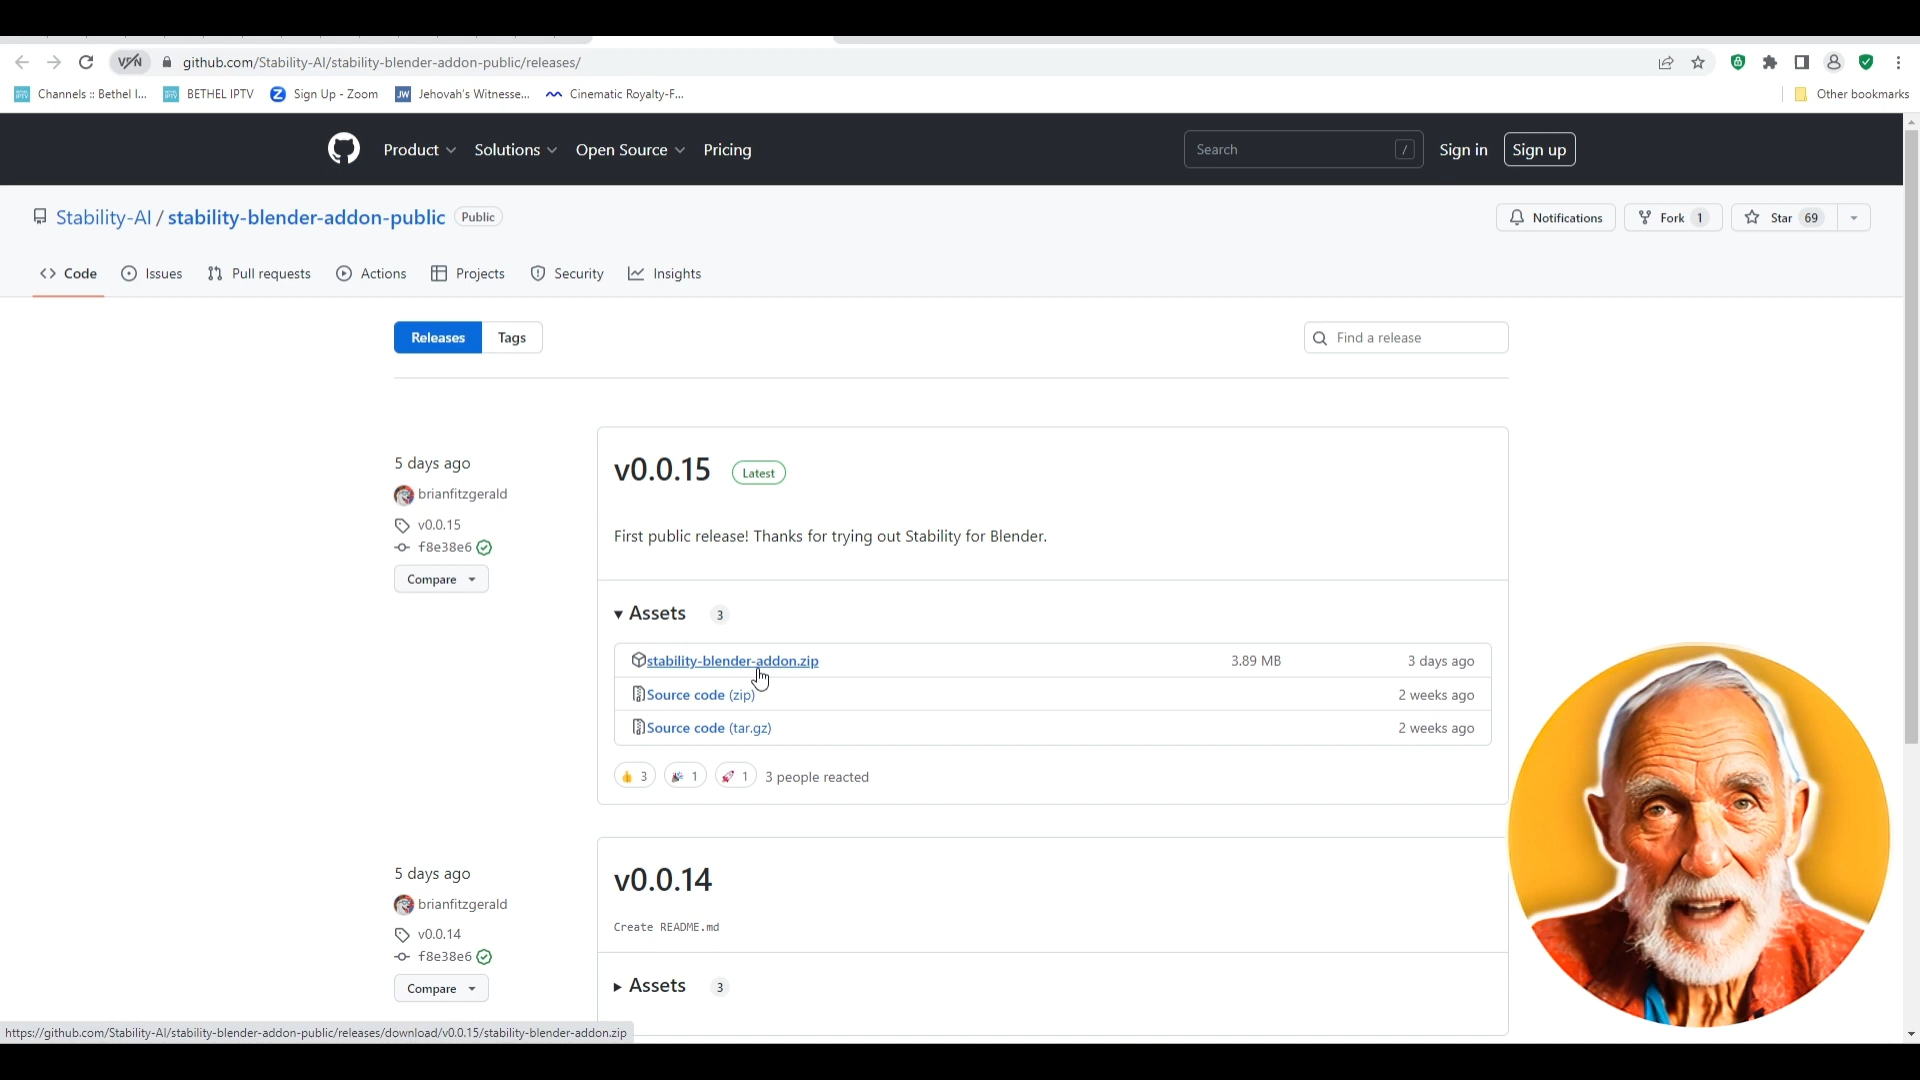 VPN
github.com/Stability-AI/stability-blender-addon-public/releases/
Channels :: Bethel I...
BETHEL IPTV
Sign Up - Zoom
JW
Jehovah's Witnesse...
Cinematic Royalty-F...
Other bookmarks
Product
Solutions
Open Source
Pricing
Search
/
Sign in
Sign up
Stability-AI / stability-blender-addon-public
Public
Notifications
Fork 1
Star 69
Code
Issues
Pull requests
Actions
Projects
Security
Insights
Releases
Tags
Find a release
5 days ago
brianfitzgerald
v0.0.15
f8e38e6
Compare
v0.0.15
Latest
First public release! Thanks for trying out Stability for Blender.
Assets 3
stability-blender-addon.zip 3.89 MB 3 days ago
Source code (zip) 2 weeks ago
Source code (tar.gz) 2 weeks ago
3 1 1 3 people reacted
5 days ago
brianfitzgerald
v0.0.14
f8e38e6
Compare
v0.0.14
Create README.md
Assets 3
https://github.com/Stability-AI/stability-blender-addon-public/releases/download/v0.0.15/stability-blender-addon.zip